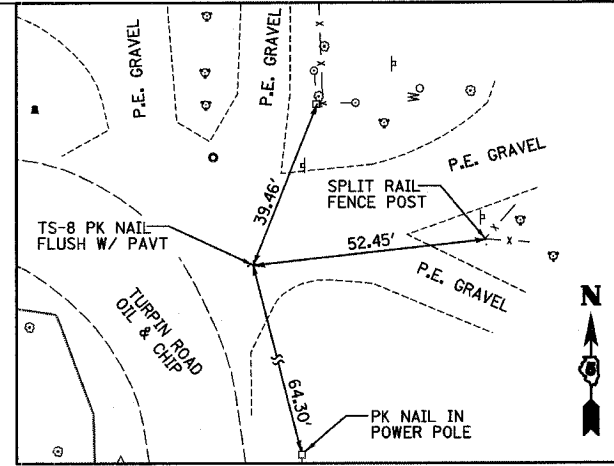 P.E. GRAVEL
P.E. GRAVEL
W
P.E. GRAVEL
39.46'
SPLIT RAIL
FENCE POST
TS-8 PK NAIL
FLUSH W/ PAVT
52.45'
P.E. GRAVEL
TURPIN ROAD
OIL & CHIP
N
64.30'
PK NAIL IN
POWER POLE